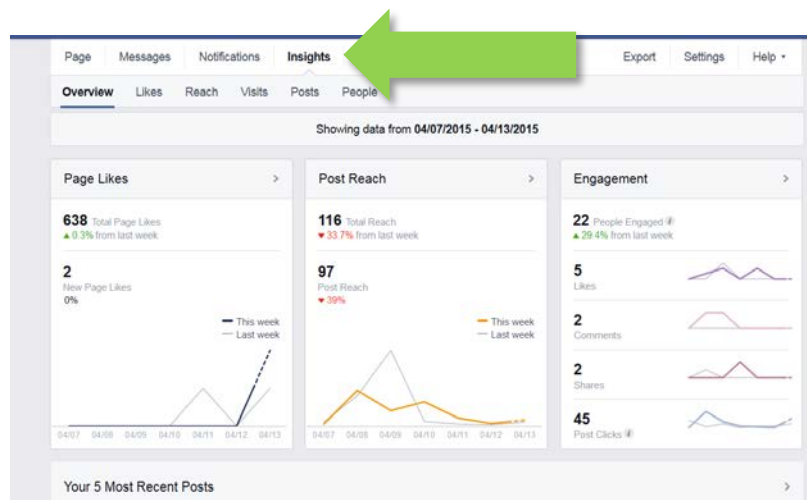 Page Messages Notifications Insights Export Settings Help
Overview Likes Reach Visits Posts People
Showing data from 04/07/2015 - 04/13/2015
Page Likes
638 Total Page Likes
▲ 0.3% from last week
2
New Page Likes
0%
This week
Last week
04/07 04/08 04/09 04/10 04/11 04/12 04/13
Post Reach
116 Total Reach
▼ 33.7% from last week
97
Post Reach
▼ 39%
This week
Last week
04/07 04/08 04/09 04/10 04/11 04/12 04/13
Engagement
22 People Engaged i
▲ 29.4% from last week
5
Likes
2
Comments
2
Shares
45
Post Clicks i
Your 5 Most Recent Posts